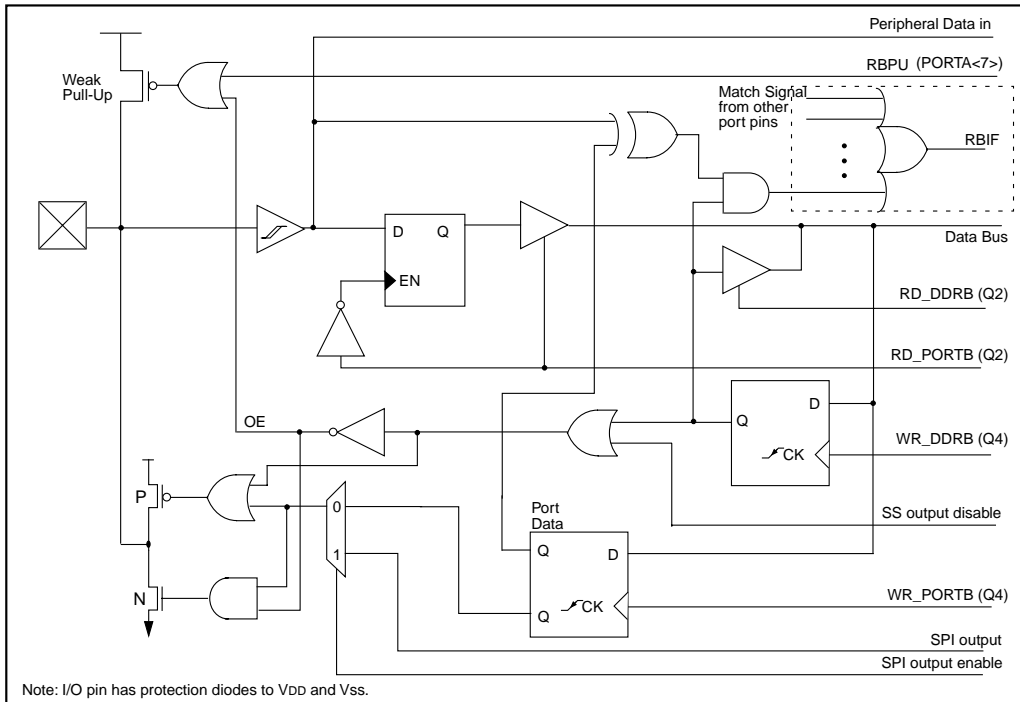 Peripheral Data in
RBPU (PORTA<7>)
Weak
Pull-Up
Match Signal
from other
port pins
RBIF
D Q
EN
Data Bus
RD_DDRB (Q2)
RD_PORTB (Q2)
OE
D
Q
CK
WR_DDRB (Q4)
P
0
1
SS output disable
Port
Data
Q
D
N
Q
CK
WR_PORTB (Q4)
SPI output
SPI output enable
Note: I/O pin has protection diodes to VDD and Vss.